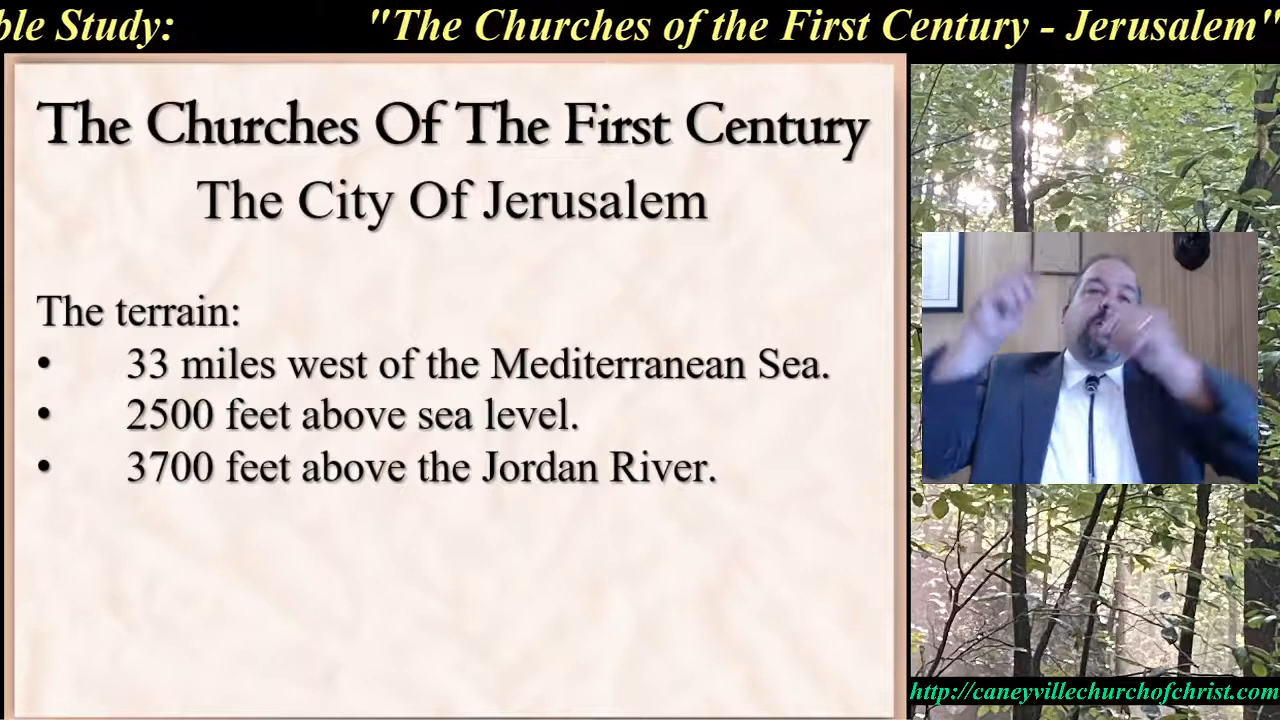 ble Study: "The Churches of the First Century - Jerusalem"
The Churches Of The First Century
The City Of Jerusalem
The terrain:
• 33 miles west of the Mediterranean Sea.
• 2500 feet above sea level.
• 3700 feet above the Jordan River.
http://caneyvillechurchofchrist.com